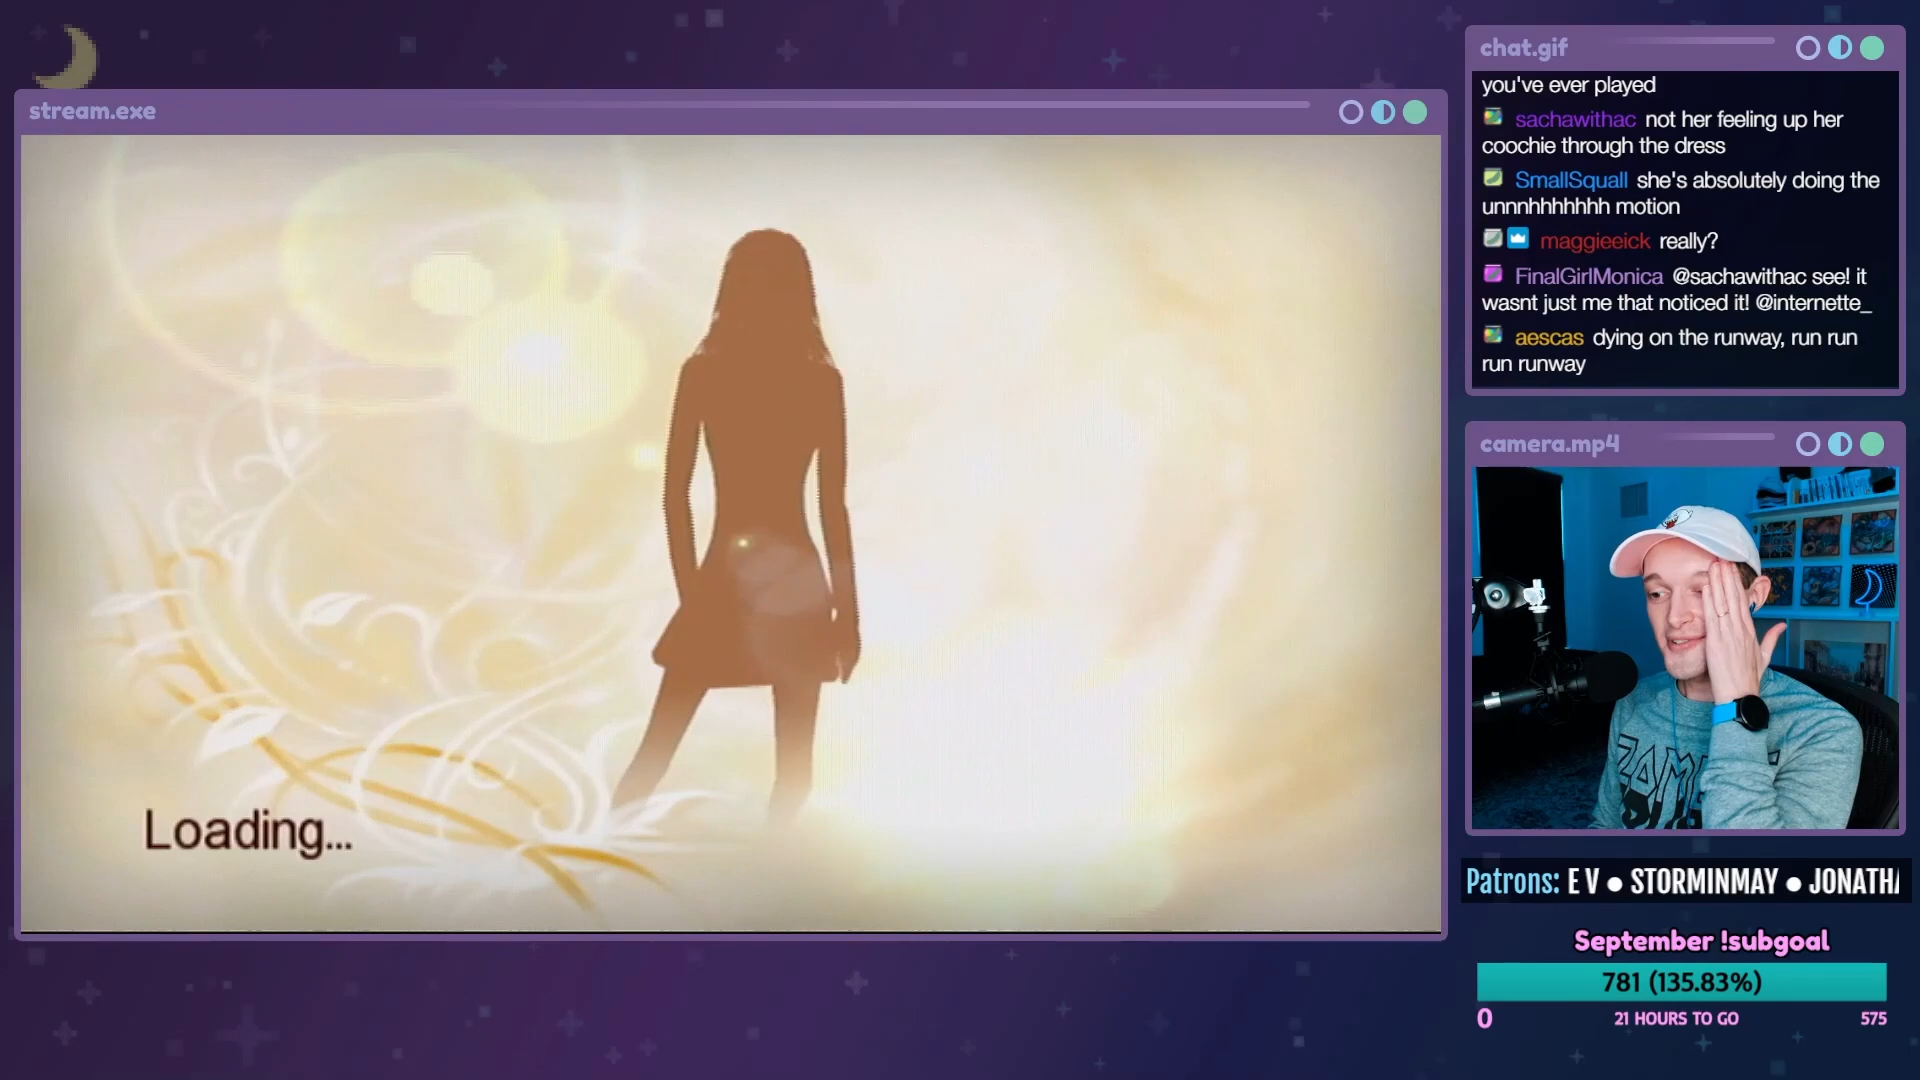 stream.exe
Loading...
chat.gif
you've ever played
sachawithac not her feeling up her
coochie through the dress
SmallSquall she's absolutely doing the
unnnhhhhhhh motion
maggieeick really?
FinalGirlMonica @sachawithac see! it
wasnt just me that noticed it! @internette_
aescas dying on the runway, run run
run runway
camera.mp4
Patrons: E V ● STORMINMAY ● JONATHA
September !subgoal
781 (135.83%)
0 21 HOURS TO GO 575